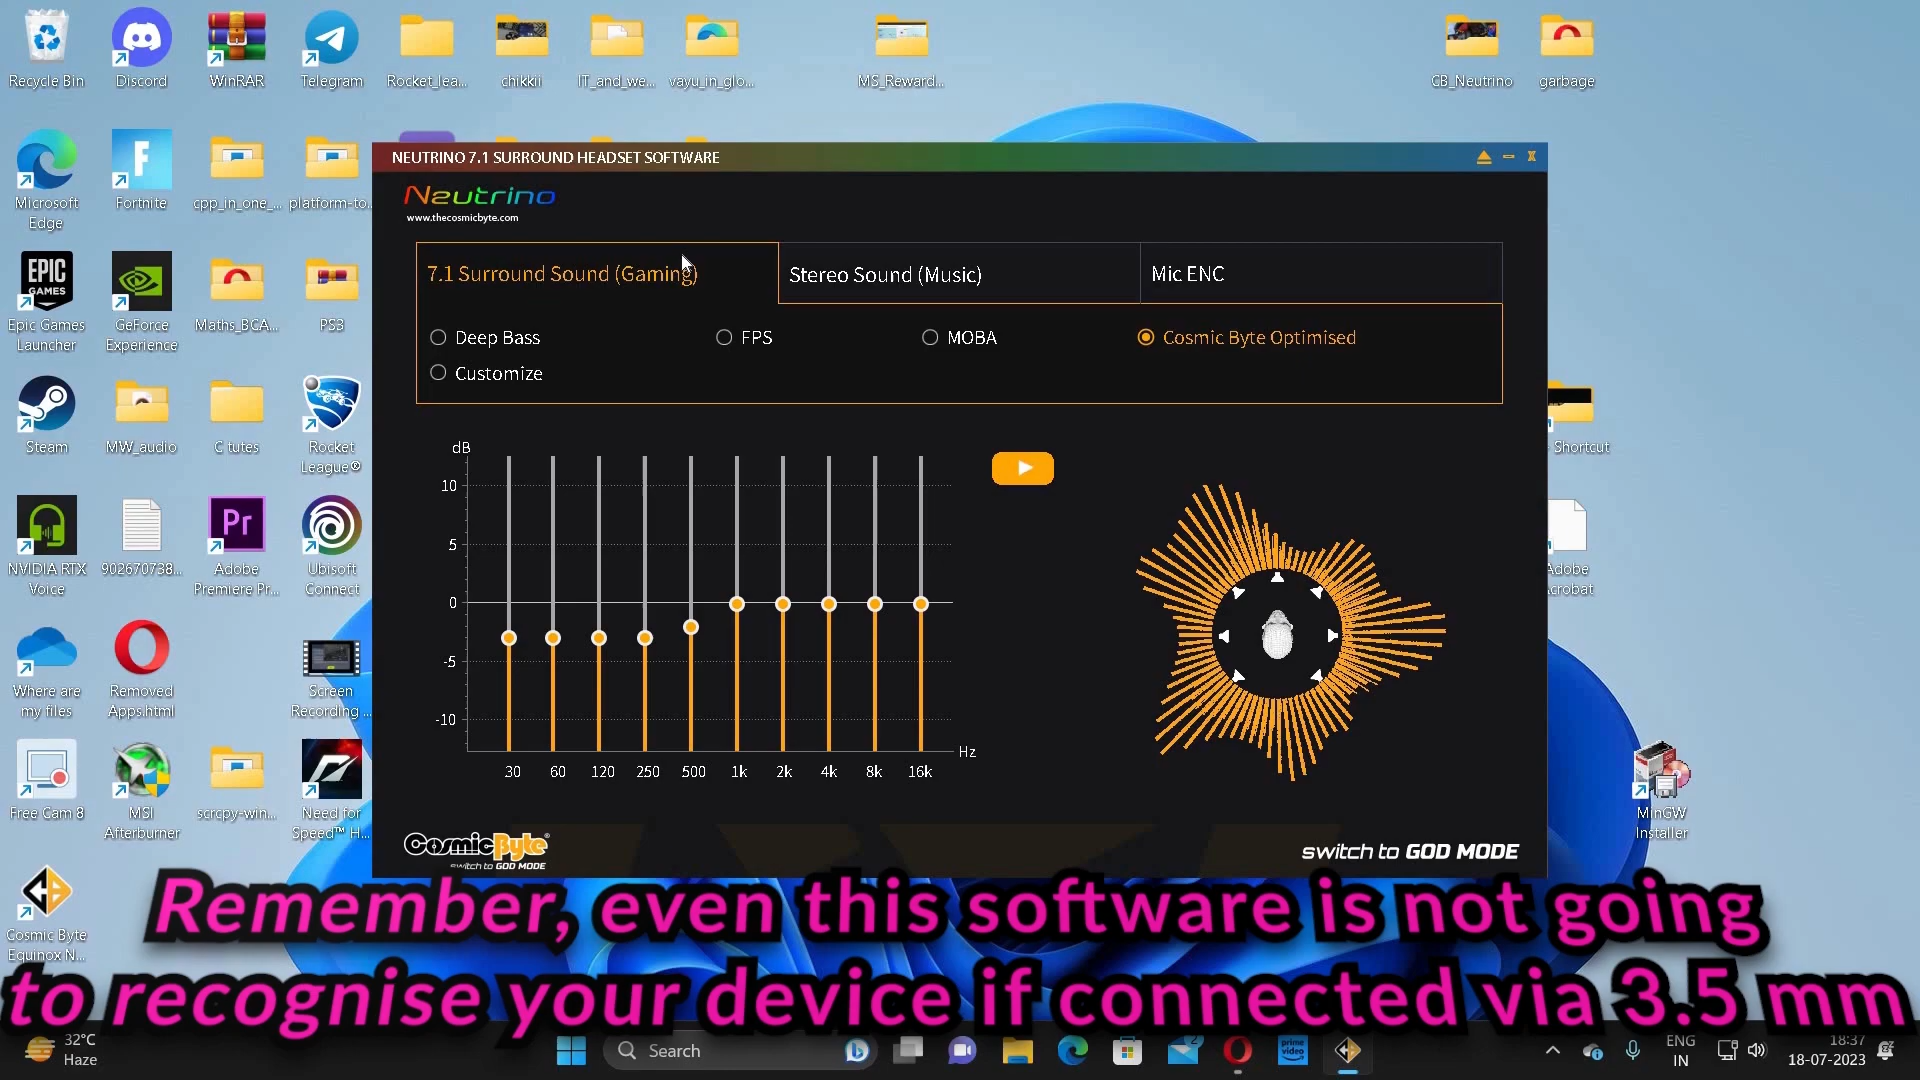 Recycle Bin
Discord
WinRAR
Telegram
Rocket_lea...
chikkii
IT_and_we...
vayu_in_glo...
MS_Reward...
CB_Neutrino
garbage
Microsoft
Edge
Fortnite
cpp_in_one_...
platform-to...
Epic Games
Launcher
GeForce
Experience
Maths_BCA...
PS3
Steam
MW_audio
C tutes
Rocket
League®
Shortcut
NVIDIA RTX
Voice
902670738...
Adobe
Premiere Pr...
Ubisoft
Connect
Adobe
Acrobat
Where are
my files
Removed
Apps.html
Screen
Recording ...
Free Cam 8
MSI
Afterburner
scrcpy-win...
Need for
Speed™ H...
MinGW
Installer
Cosmic Byte
Equinox N...
NEUTRINO 7.1 SURROUND HEADSET SOFTWARE
Neutrino
www.thecosmicbyte.com
7.1 Surround Sound (Gaming)
Stereo Sound (Music)
Mic ENC
Deep Bass
FPS
MOBA
Cosmic Byte Optimised
Customize
dB
10
5
0
-5
-10
Hz
30 60 120 250 500 1k 2k 4k 8k 16k
CosmicByte
switch to GOD MODE
switch to GOD MODE
Remember, even this software is not going
to recognise your device if connected via 3.5 mm
32°C
Haze
Search
ENG
IN
18:37
18-07-2023